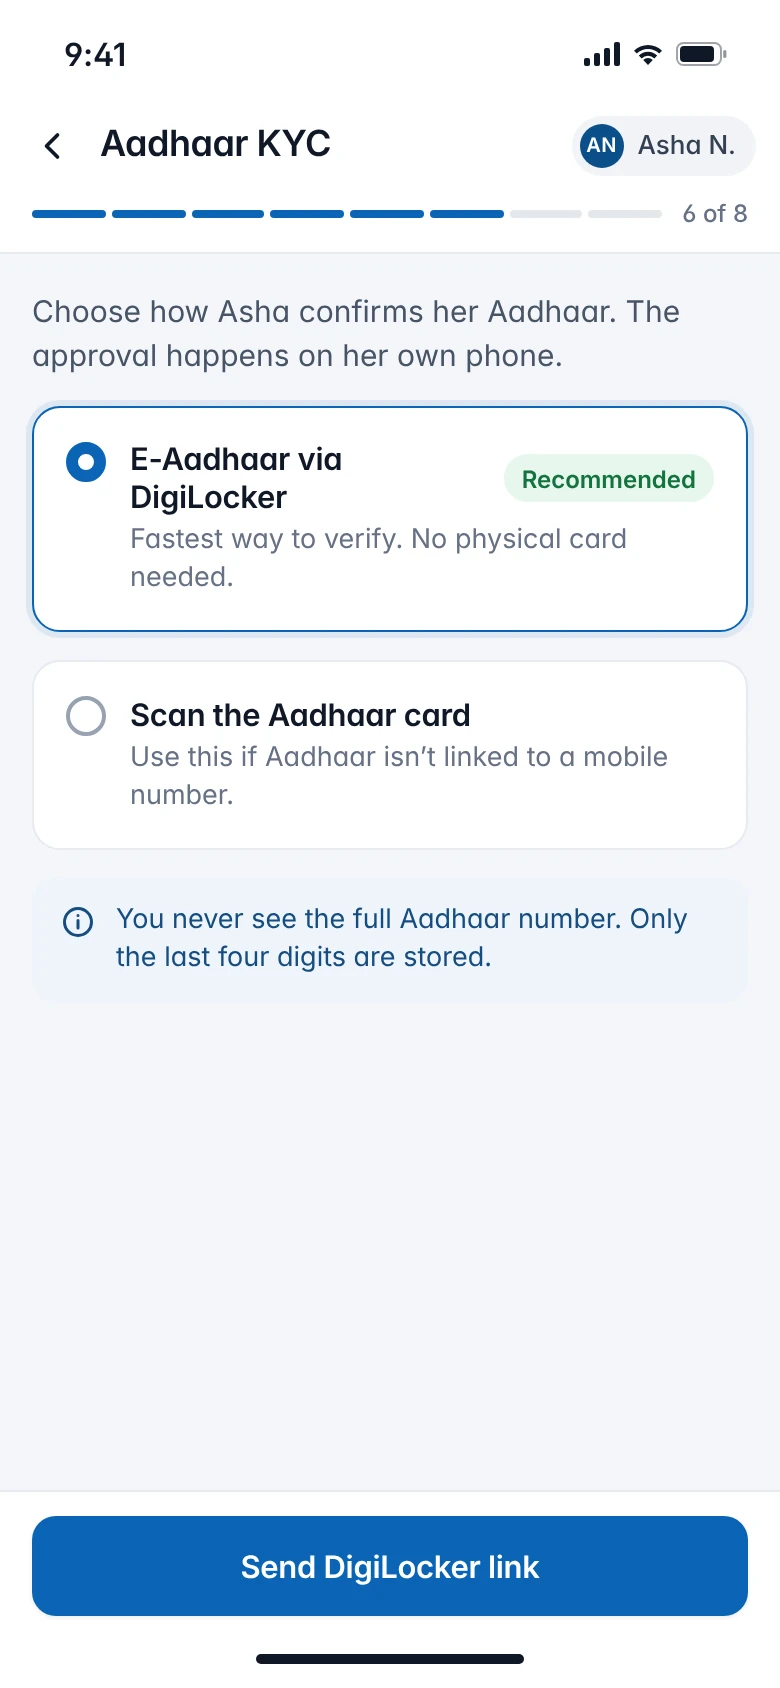 9:41
Aadhaar KYC
AN Asha N.
6 of 8
Choose how Asha confirms her Aadhaar. The
approval happens on her own phone.
E-Aadhaar via
DigiLocker
Recommended
Fastest way to verify. No physical card
needed.
Scan the Aadhaar card
Use this if Aadhaar isn’t linked to a mobile
number.
You never see the full Aadhaar number. Only
the last four digits are stored.
Send DigiLocker link